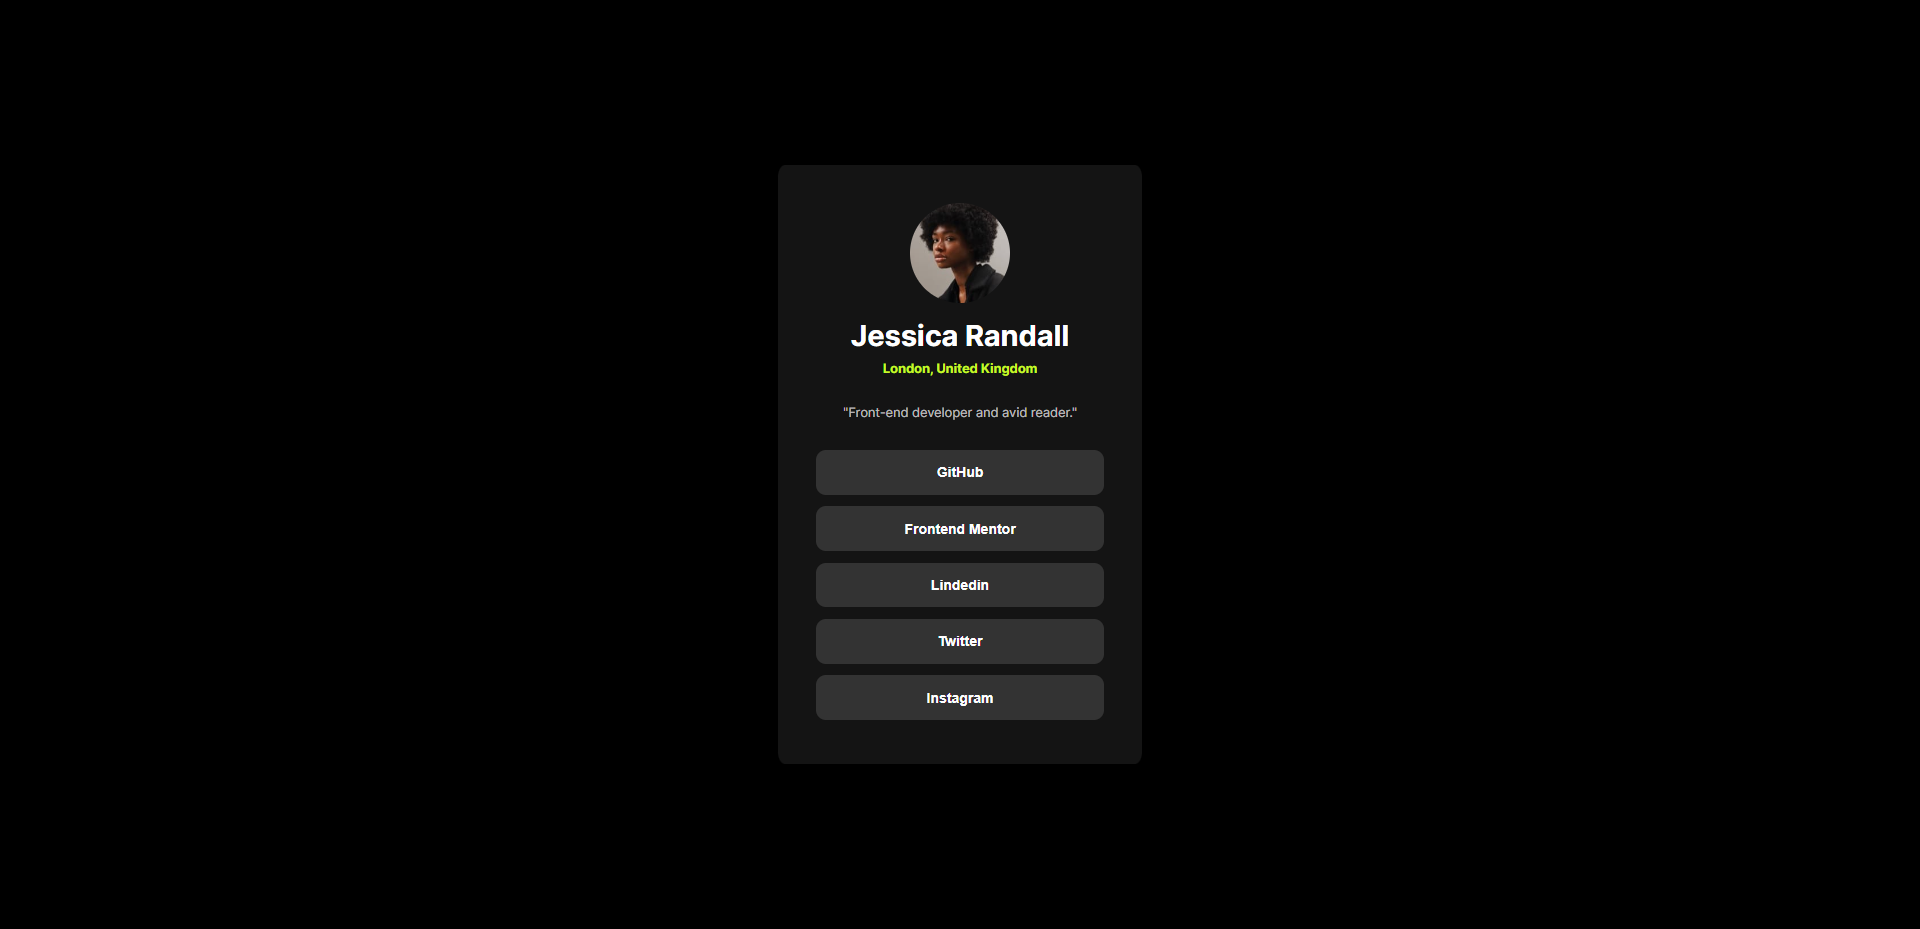 Jessica Randall
London, United Kingdom
"Front-end developer and avid reader."
GitHub
Frontend Mentor
Lindedin
Twitter
Instagram